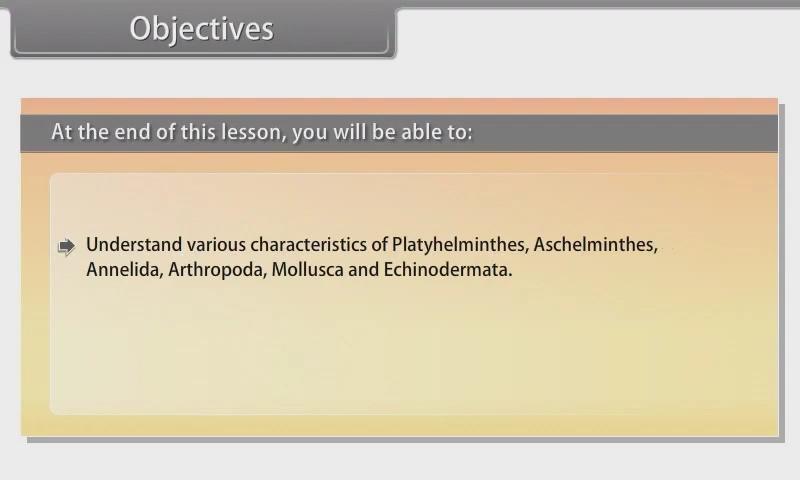 Objectives
At the end of this lesson, you will be able to:
Understand various characteristics of Platyhelminthes, Aschelminthes,
Annelida, Arthropoda, Mollusca and Echinodermata.